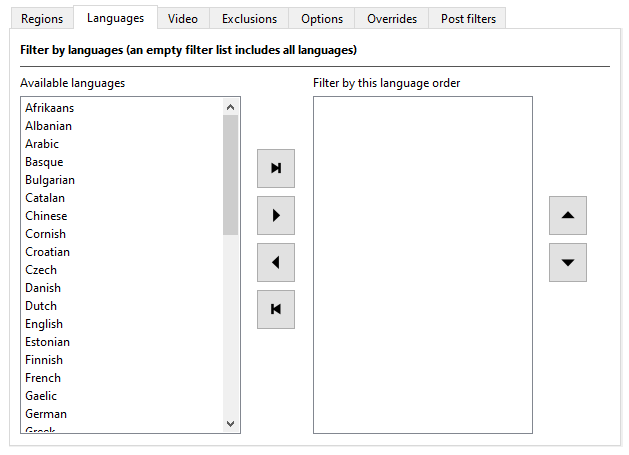 Regions Languages Video Exclusions Options Overrides Post filters
Filter by languages (an empty filter list includes all languages)
Available languages
Filter by this language order
Afrikaans
Albanian
Arabic
Basque
Bulgarian
Catalan
Chinese
Cornish
Croatian
Czech
Danish
Dutch
English
Estonian
Finnish
French
Gaelic
German
Greek